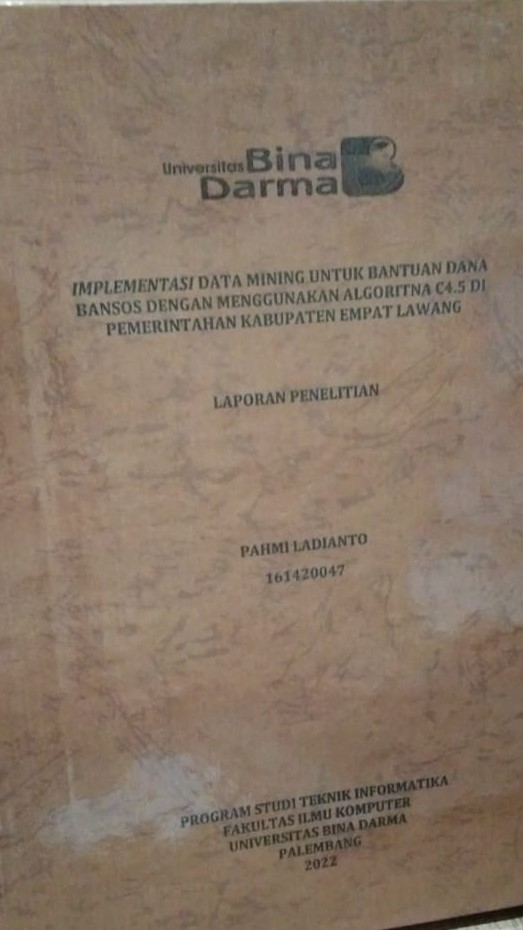 Universitas Bina
Darma
IMPLEMENTASI DATA MINING UNTUK BANTUAN DANA
BANSOS DENGAN MENGGUNAKAN ALGORITNA C4.5 DI
PEMERINTAHAN KABUPATEN EMPAT LAWANG
LAPORAN PENELITIAN
PAHMI LADIANTO
161420047
PROGRAM STUDI TEKNIK INFORMATIKA
FAKULTAS ILMU KOMPUTER
UNIVERSITAS BINA DARMA
PALEMBANG
2022